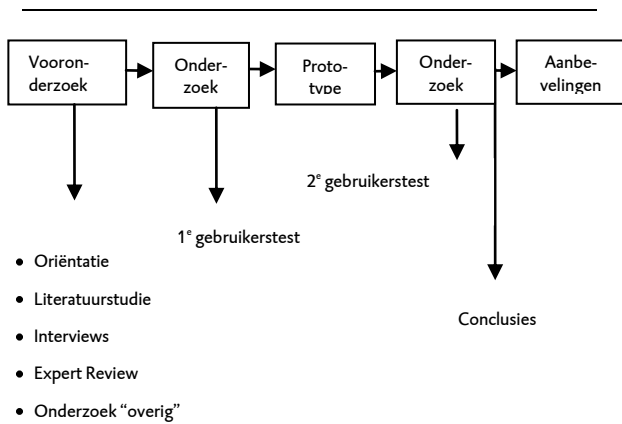 Vooron-
derzoek
Onder-
zoek
Proto-
type
Onder-
zoek
Aanbe-
velingen
2e gebruikerstest
1e gebruikerstest
• Oriëntatie
• Literatuurstudie
• Interviews
• Expert Review
• Onderzoek “overig”
Conclusies